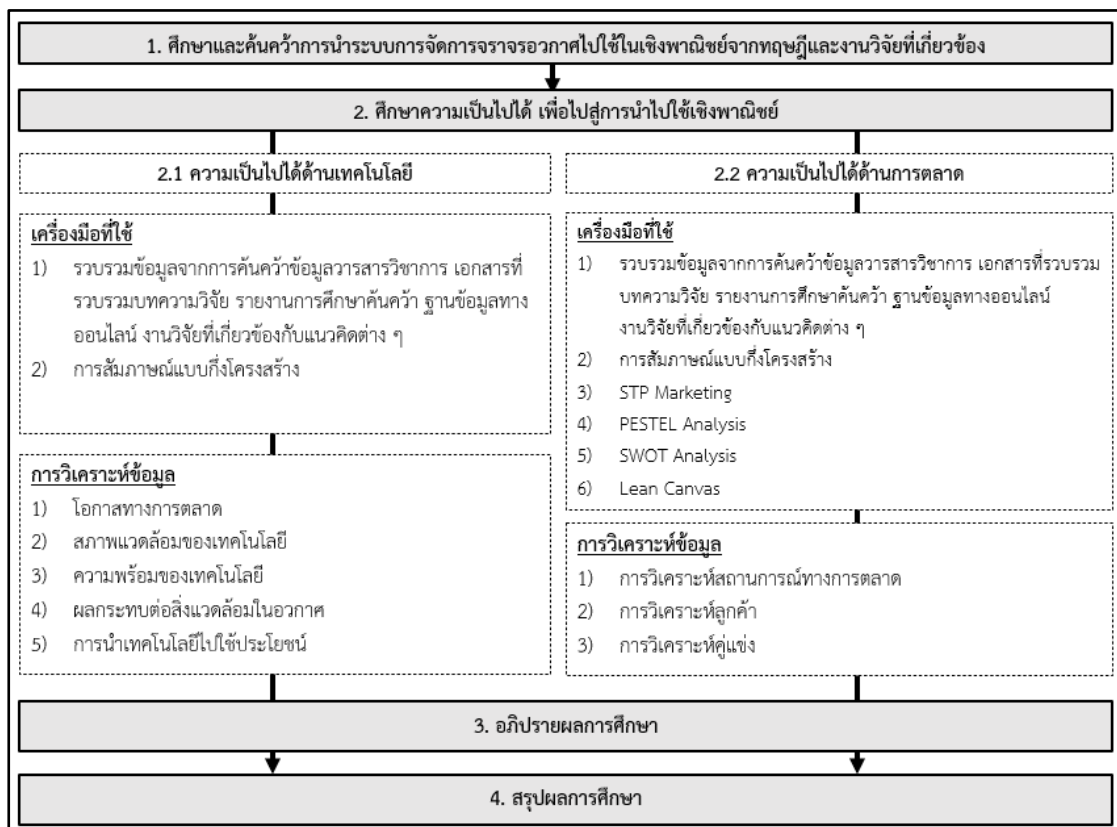 1. ศึกษาและค้นคว้าการนำระบบการจัดการจราจรอวกาศไปใช้ในเชิงพาณิชย์จากทฤษฎีและงานวิจัยที่เกี่ยวข้อง
2. ศึกษาความเป็นไปได้ เพื่อไปสู่การนำไปใช้เชิงพาณิชย์
2.1 ความเป็นไปได้ด้านเทคโนโลยี
เครื่องมือที่ใช้
1) รวบรวมข้อมูลจากการค้นคว้าข้อมูลวารสารวิชาการ เอกสารที่
รวบรวมบทความวิจัย รายงานการศึกษาค้นคว้า ฐานข้อมูลทาง
ออนไลน์ งานวิจัยที่เกี่ยวข้องกับแนวคิดต่าง ๆ
2) การสัมภาษณ์แบบกึ่งโครงสร้าง
การวิเคราะห์ข้อมูล
1) โอกาสทางการตลาด
2) สภาพแวดล้อมของเทคโนโลยี
3) ความพร้อมของเทคโนโลยี
4) ผลกระทบต่อสิ่งแวดล้อมในอวกาศ
5) การนำเทคโนโลยีไปใช้ประโยชน์
2.2 ความเป็นไปได้ด้านการตลาด
เครื่องมือที่ใช้
1) รวบรวมข้อมูลจากการค้นคว้าข้อมูลวารสารวิชาการ เอกสารที่รวบรวม
บทความวิจัย รายงานการศึกษาค้นคว้า ฐานข้อมูลทางออนไลน์
งานวิจัยที่เกี่ยวข้องกับแนวคิดต่าง ๆ
2) การสัมภาษณ์แบบกึ่งโครงสร้าง
3) STP Marketing
4) PESTEL Analysis
5) SWOT Analysis
6) Lean Canvas
การวิเคราะห์ข้อมูล
1) การวิเคราะห์สถานการณ์ทางการตลาด
2) การวิเคราะห์ลูกค้า
3) การวิเคราะห์คู่แข่ง
3. อภิปรายผลการศึกษา
4. สรุปผลการศึกษา